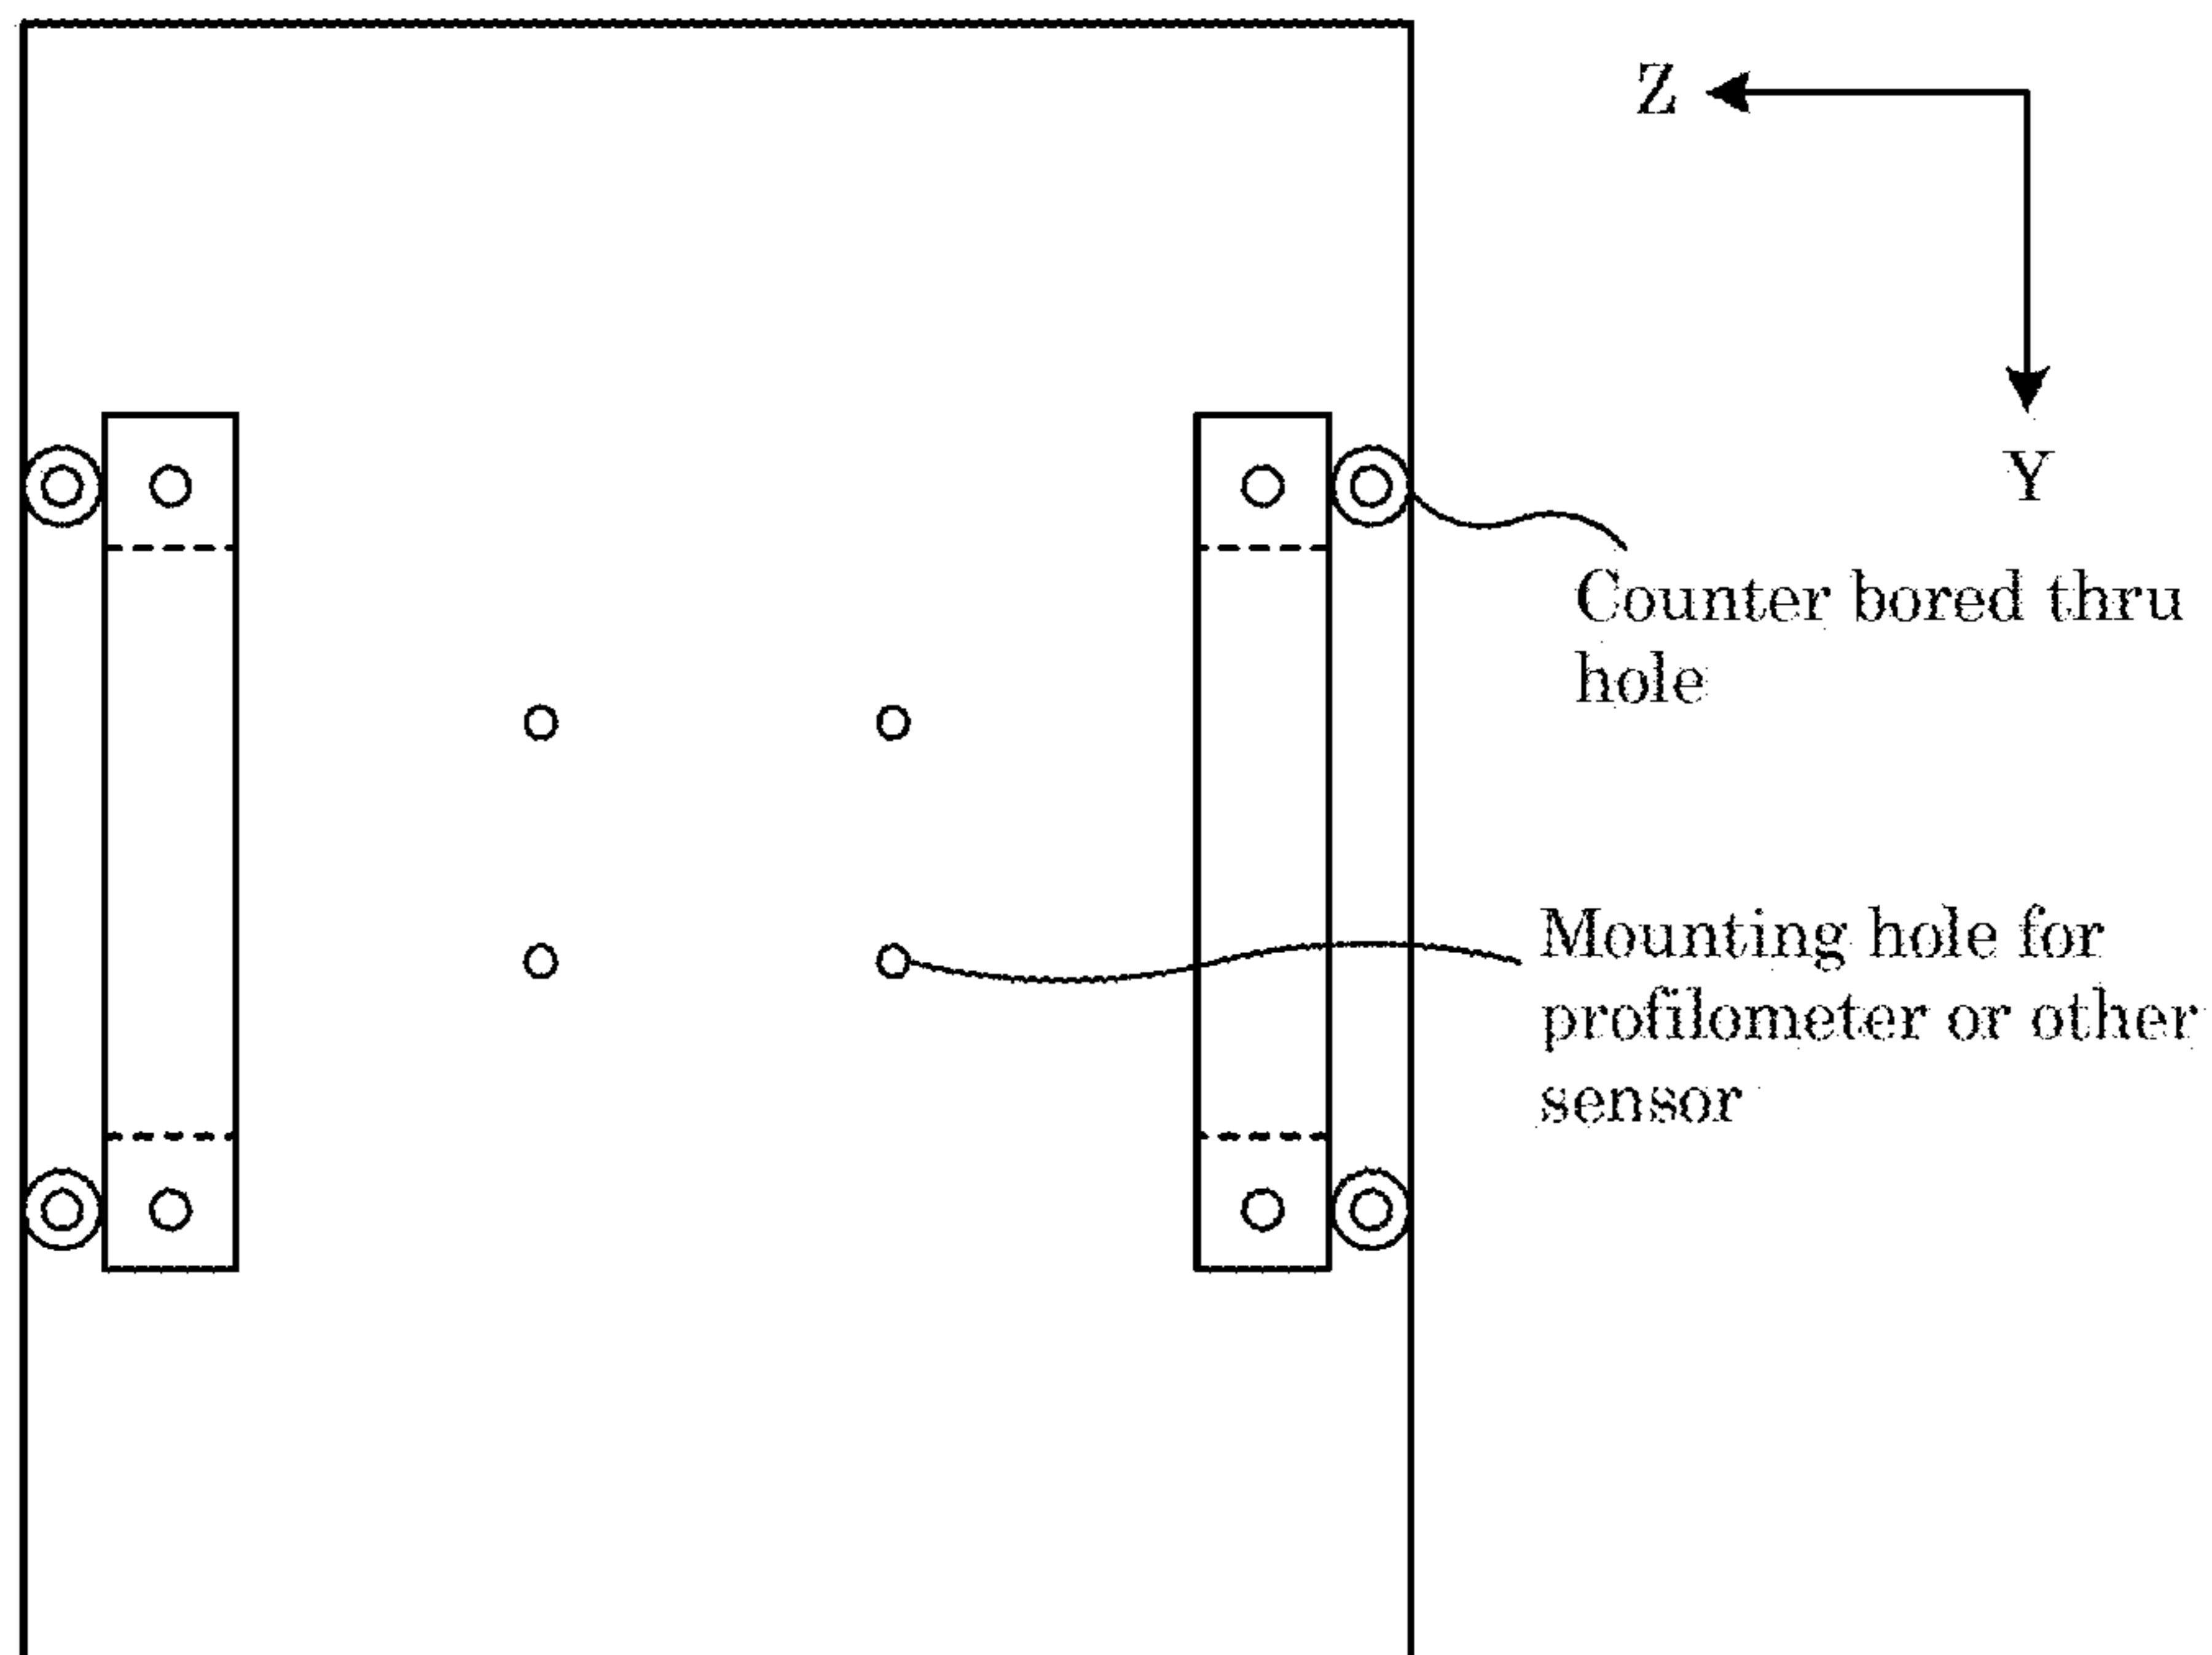 Z
Y
Counter bored thru
hole
Mounting hole for
profilometer or other
sensor